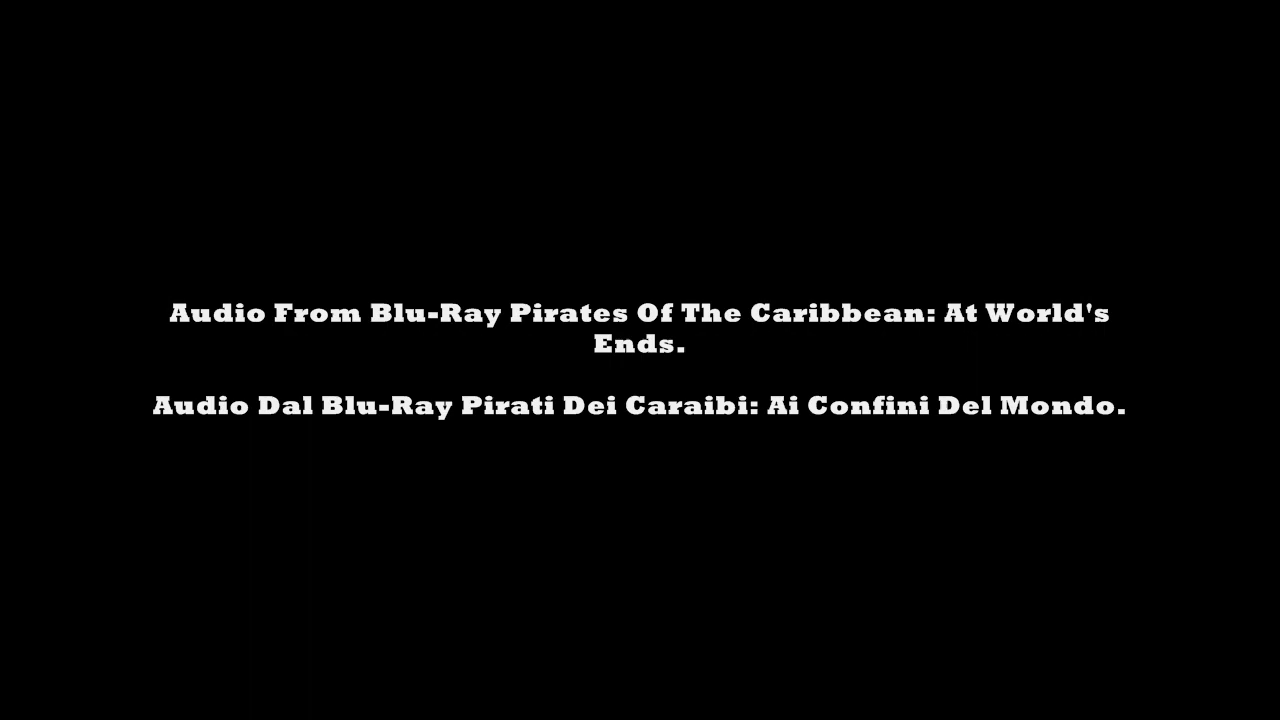 Audio From Blu-Ray Pirates Of The Caribbean: At World's
Ends.
Audio Dal Blu-Ray Pirati Dei Caraibi: Ai Confini Del Mondo.